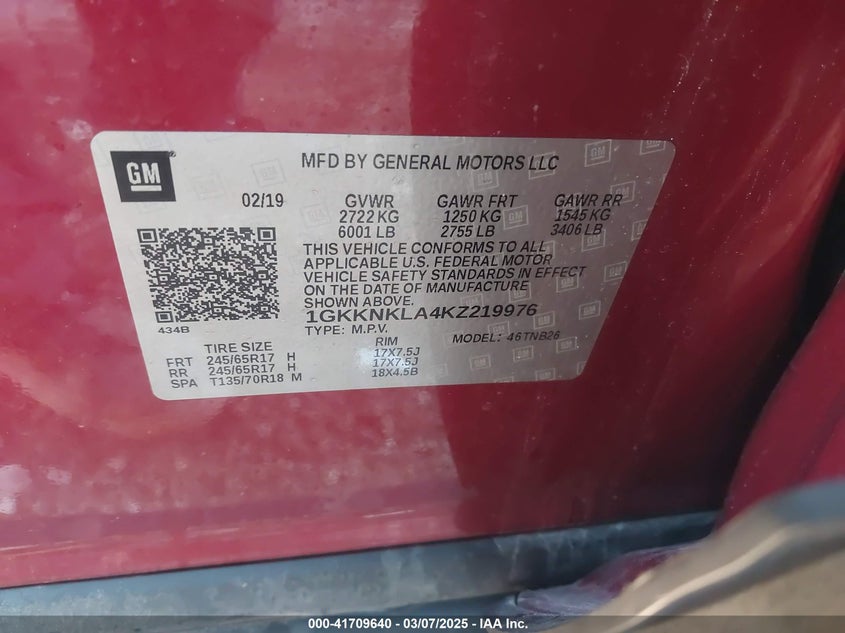 GM
MFD BY GENERAL MOTORS LLC
02/19 GVWR GAWR FRT GAWR RR
2722 KG 1250 KG 1545 KG
6001 LB 2755 LB 3406 LB
THIS VEHICLE CONFORMS TO ALL
APPLICABLE U.S. FEDERAL MOTOR
VEHICLE SAFETY STANDARDS IN EFFECT
ON THE DATE OF MANUFACTURE
SHOWN ABOVE.
434B
1GKKNKLA4KZ219976
TYPE: M.P.V. MODEL: 46TNB26
TIRE SIZE RIM
FRT 245/65R17 H 17X7.5J
RR 245/65R17 H 17X7.5J
SPA T135/70R18 M 18X4.5B
000-41709640 — 03/07/2025 — IAA Inc.